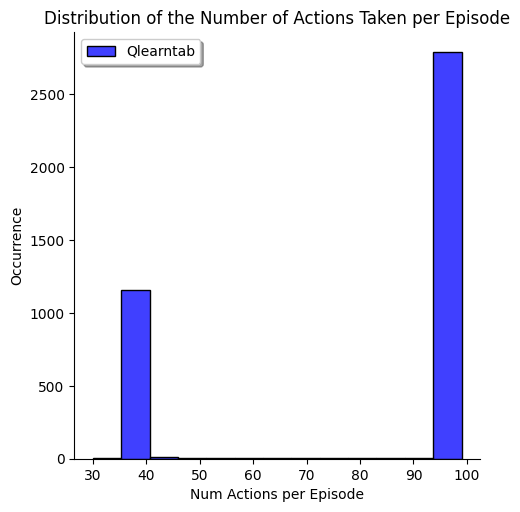 Distribution of the Number of Actions Taken per Episode
Qlearntab
2500
2000
1500
1000
500
0
Occurrence
30 40 50 60 70 80 90 100
Num Actions per Episode